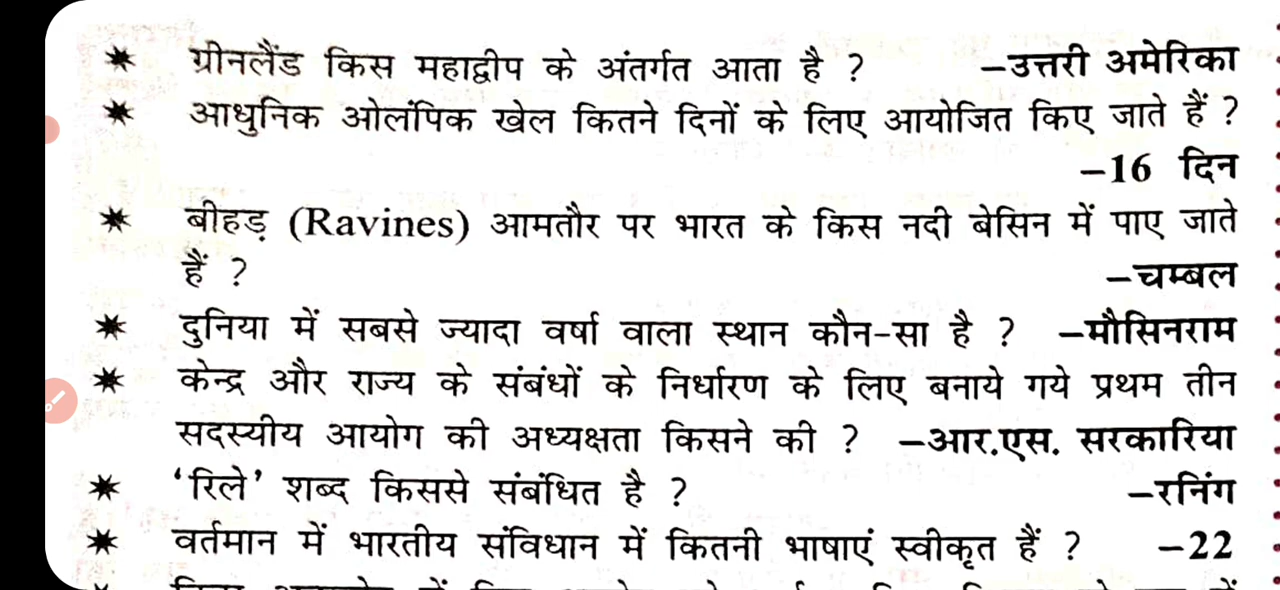 * ग्रीनलैंड किस महाद्वीप के अंतर्गत आता है ? –उत्तरी अमेरिका
* आधुनिक ओलंपिक खेल कितने दिनों के लिए आयोजित किए जाते हैं ?
–16 दिन
* बीहड़ (Ravines) आमतौर पर भारत के किस नदी बेसिन में पाए जाते
हैं ? –चम्बल
* दुनिया में सबसे ज्यादा वर्षा वाला स्थान कौन-सा है ? –मौसिनराम
* केन्द्र और राज्य के संबंधों के निर्धारण के लिए बनाये गये प्रथम तीन
सदस्यीय आयोग की अध्यक्षता किसने की ? –आर.एस. सरकारिया
* ‘रिले’ शब्द किससे संबंधित है ? –रनिंग
* वर्तमान में भारतीय संविधान में कितनी भाषाएं स्वीकृत हैं ? –22